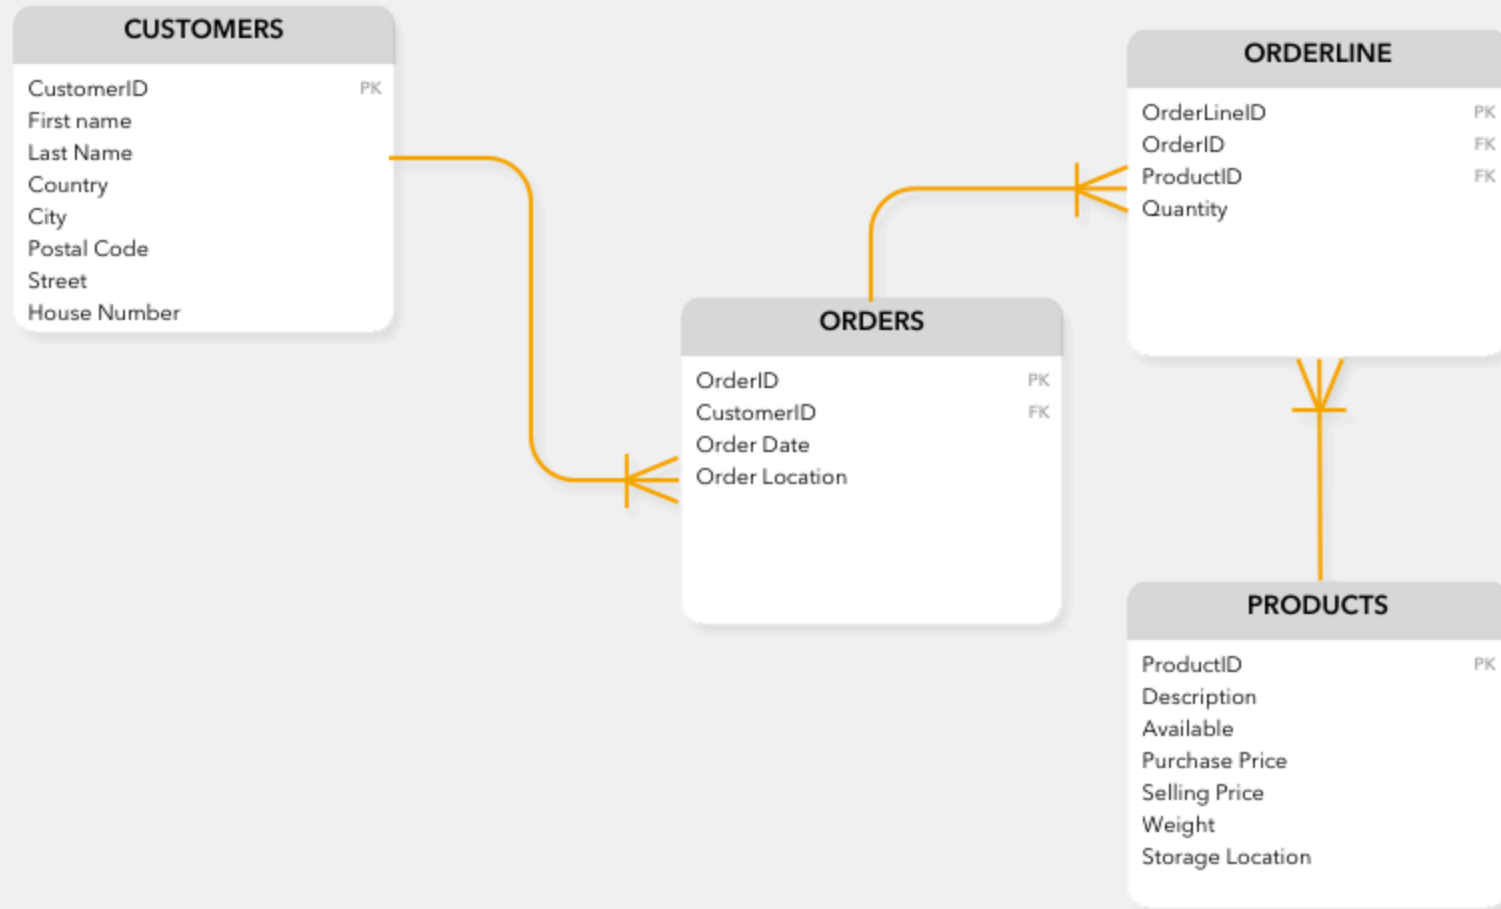 CUSTOMERS
CustomerID PK
First name
Last Name
Country
City
Postal Code
Street
House Number
ORDERS
OrderID PK
CustomerID FK
Order Date
Order Location
ORDERLINE
OrderLineID PK
OrderID FK
ProductID FK
Quantity
PRODUCTS
ProductID PK
Description
Available
Purchase Price
Selling Price
Weight
Storage Location